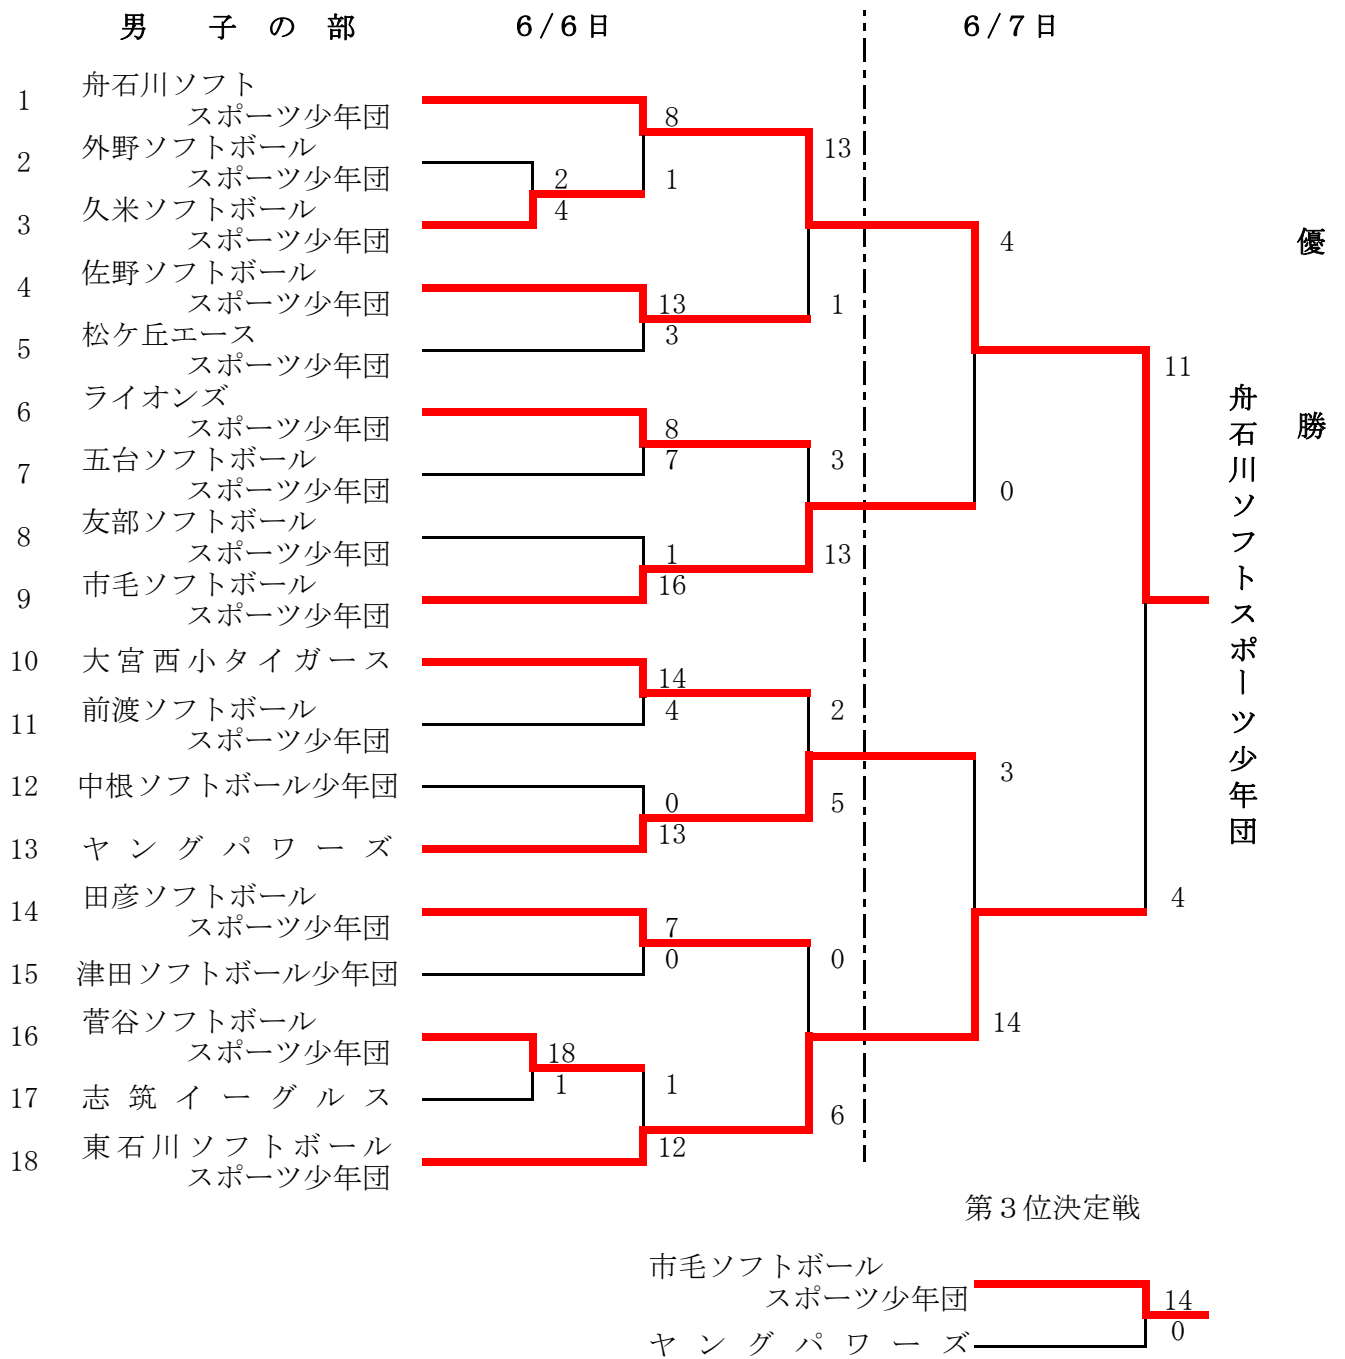 男 子 の 部
6/6日
6/7日
1
舟石川ソフト
スポーツ少年団
8
2
外野ソフトボール
スポーツ少年団
2
1
13
3
久米ソフトボール
スポーツ少年団
4
4
優
4
佐野ソフトボール
スポーツ少年団
13
1
5
松ケ丘エース
スポーツ少年団
3
11
6
ライオンズ
スポーツ少年団
8
勝
7
五台ソフトボール
スポーツ少年団
7
3
0
8
友部ソフトボール
スポーツ少年団
1
13
9
市毛ソフトボール
スポーツ少年団
16
舟石川ソフトスポーツ少年団
10
大宮西小タイガース
14
11
前渡ソフトボール
スポーツ少年団
4
2
3
12
中根ソフトボール少年団
0
5
13
ヤングパワーズ
13
14
田彦ソフトボール
スポーツ少年団
7
4
15
津田ソフトボール少年団
0
0
16
菅谷ソフトボール
スポーツ少年団
18
14
17
志筑イーグルス
1
1
6
18
東石川ソフトボール
スポーツ少年団
12
第３位決定戦
市毛ソフトボール
スポーツ少年団
14
ヤングパワーズ
0